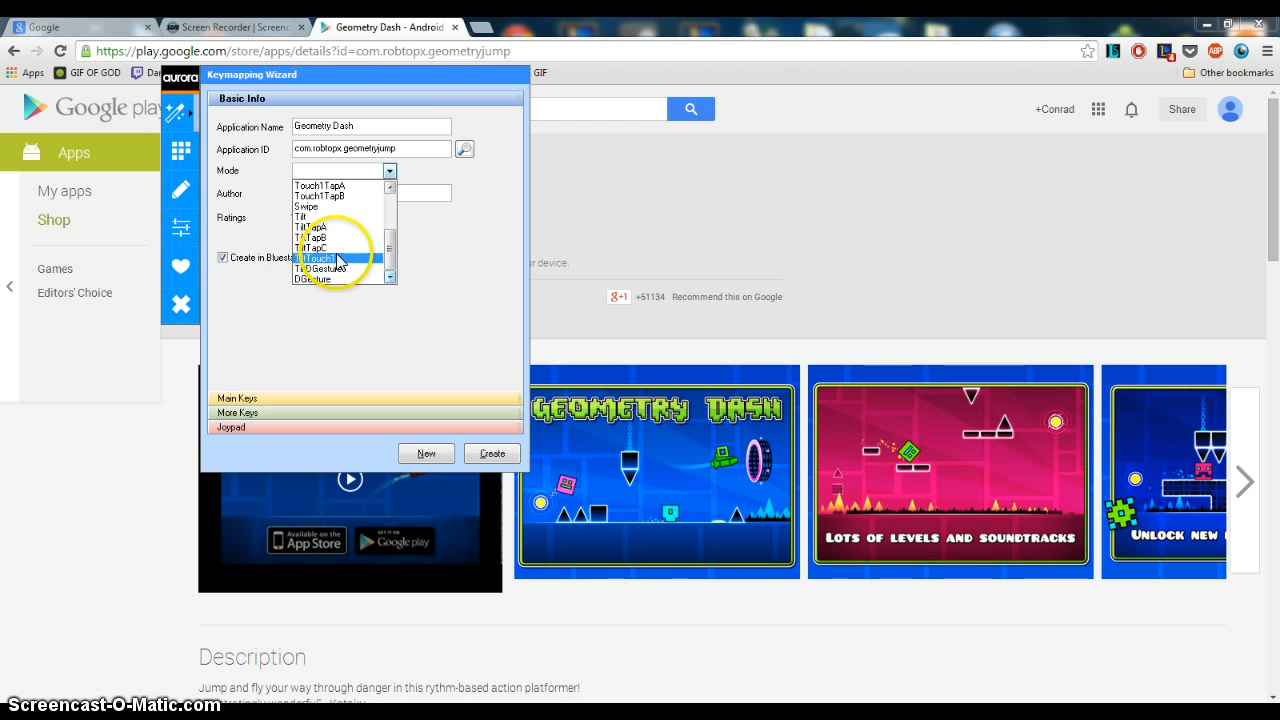 Google
Screen Recorder | Screenc
Geometry Dash - Android
https://play.google.com/store/apps/details?id=com.robtopx.geometryjump
4
ABP
Apps
GIF OF GOD
GIF
Other bookmarks
aurora
Keymapping Wizard
Basic Info
Google play
+Conrad
Share
Application Name
Geometry Dash
Apps
Application ID
com.robtopx.geometryjump
Mode
Touch1TapA
Touch1TapB
Swipe
Tilt
TiltTapA
TiltTapB
TiltTapC
TiltTouch1
DGesture
My apps
Author
Shop
Ratings
Create in Bluesta
our device.
Games
Editors' Choice
g+1
+51134
Recommend this on Google
Main Keys
More Keys
Joypad
New
Create
GEOMETRY DASH
Available on the
App Store
GET IT ON
Google play
LOTS OF LEVELS AND SOUNDTRACKS
UNLOCK NEW
Description
Jump and fly your way through danger in this rythm-based action platformer!
Screencast-O-Matic.com